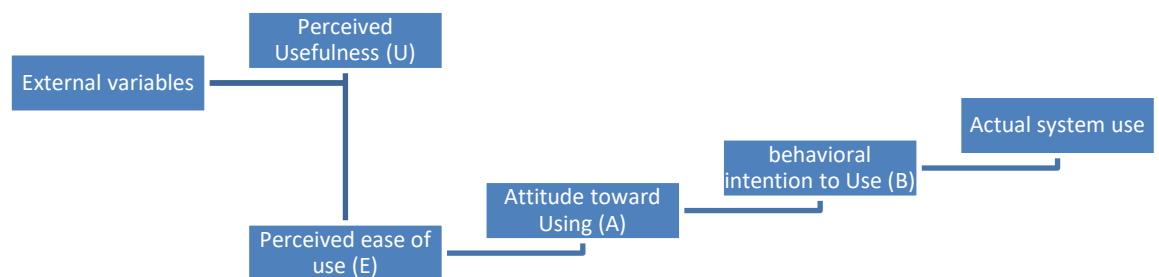 External variables
Perceived
Usefulness (U)
Perceived ease of
use (E)
Attitude toward
Using (A)
behavioral
intention to Use (B)
Actual system use